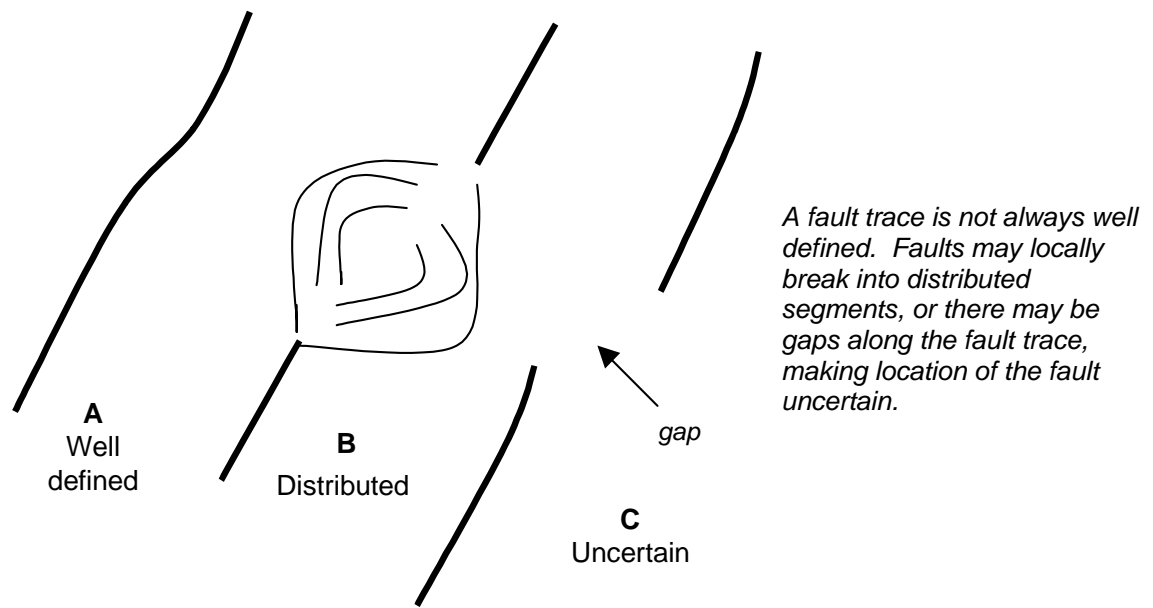 A fault trace is not always well
defined.  Faults may locally
break into distributed
segments, or there may be
gaps along the fault trace,
making location of the fault
uncertain.
A
Well
defined
B
Distributed
gap
C
Uncertain